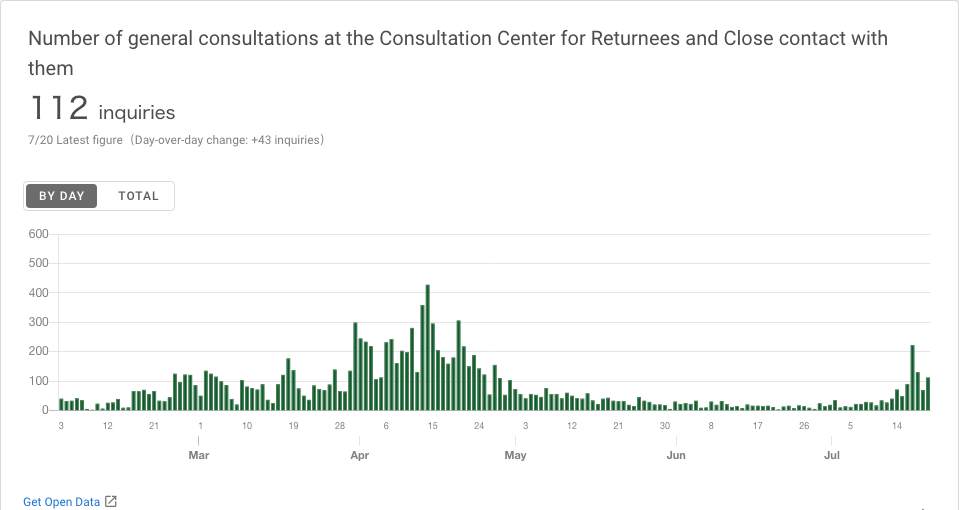 Number of general consultations at the Consultation Center for Returnees and Close contact with
them
112 inquiries
7/20 Latest figure（Day-over-day change: +43 inquiries）
BY DAY TOTAL
600
500
400
300
200
100
0
3 12 21 1 10 19 28 6 15 24 3 12 21 30 8 17 26 5 14
Mar Apr May Jun Jul
Get Open Data